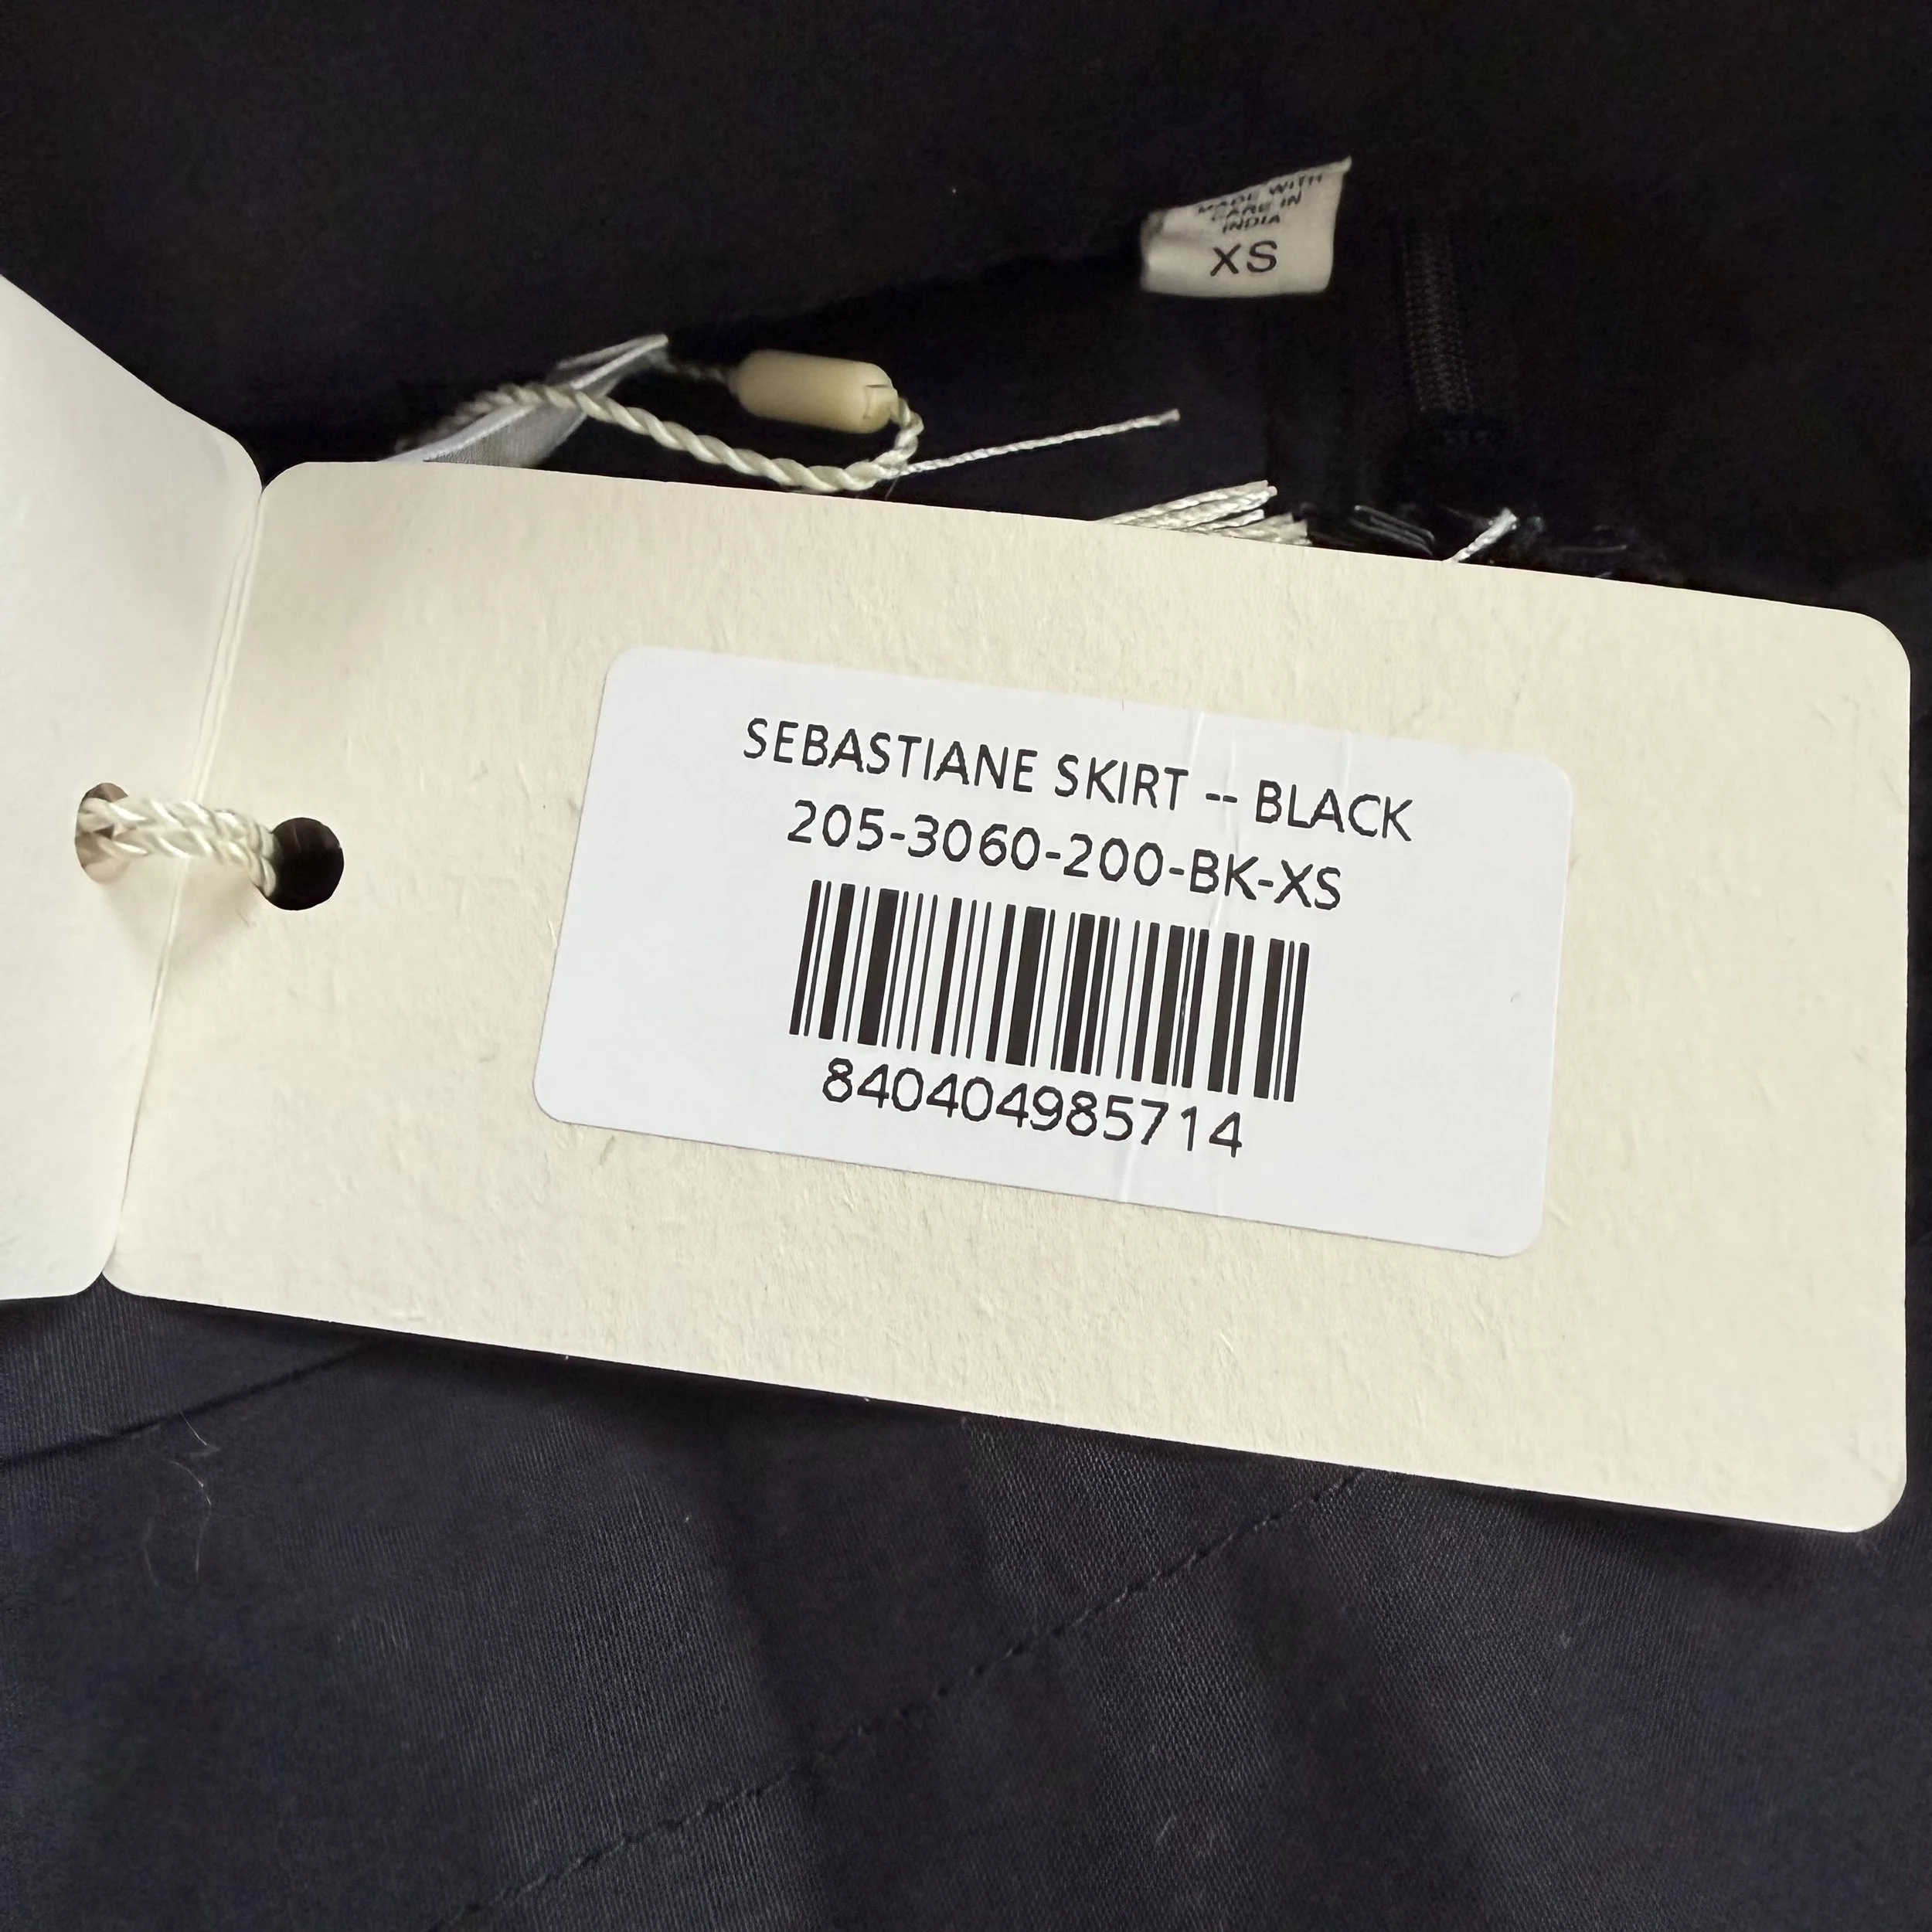 MADE WITH
CARE IN
INDIA
XS
SEBASTIANE SKIRT -- BLACK
205-3060-200-BK-XS
840404985714